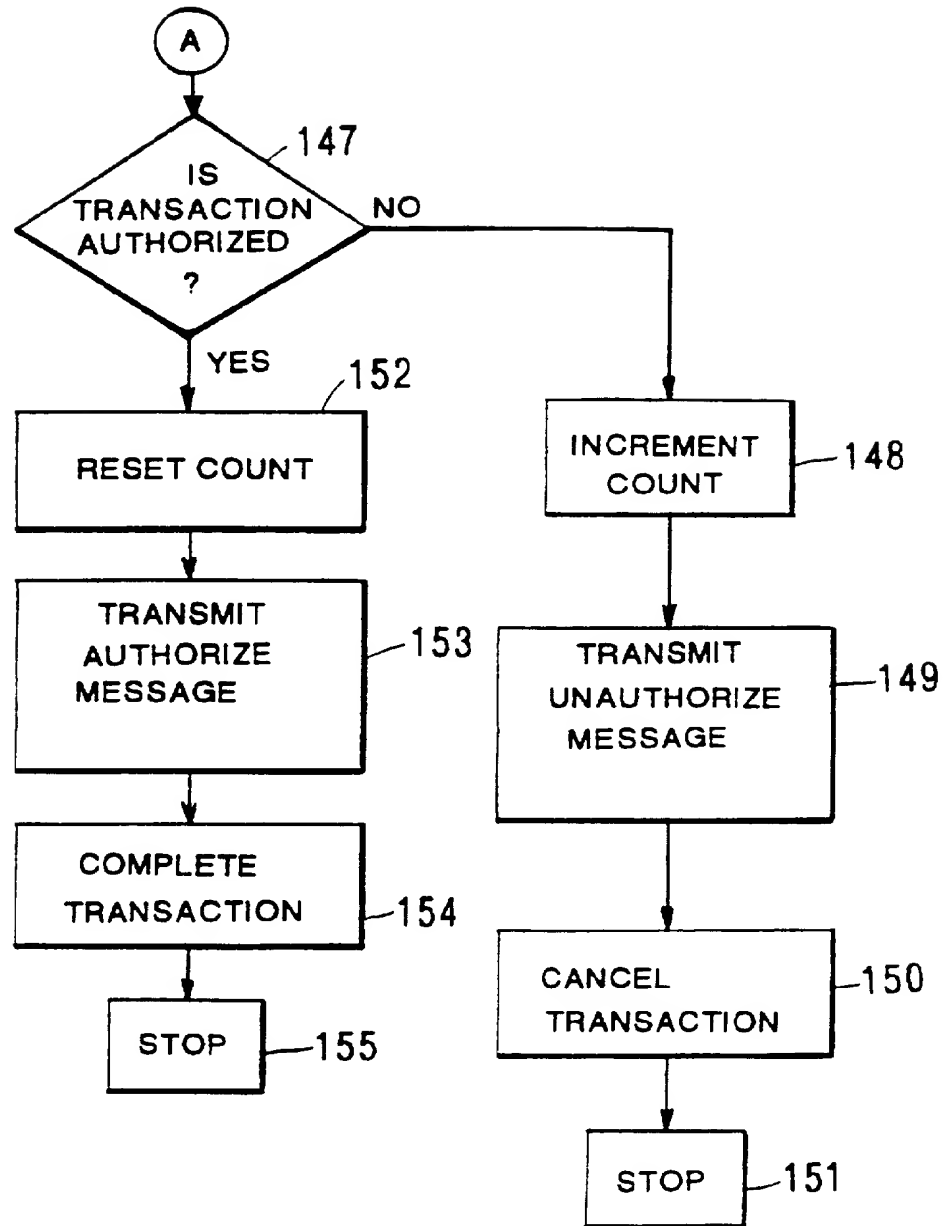 A
147
IS
TRANSACTION
AUTHORIZED
?
NO
YES
152
RESET COUNT
INCREMENT
COUNT
148
TRANSMIT
AUTHORIZE
MESSAGE
153
TRANSMIT
UNAUTHORIZE
MESSAGE
149
COMPLETE
TRANSACTION
154
CANCEL
TRANSACTION
150
STOP
155
STOP
151